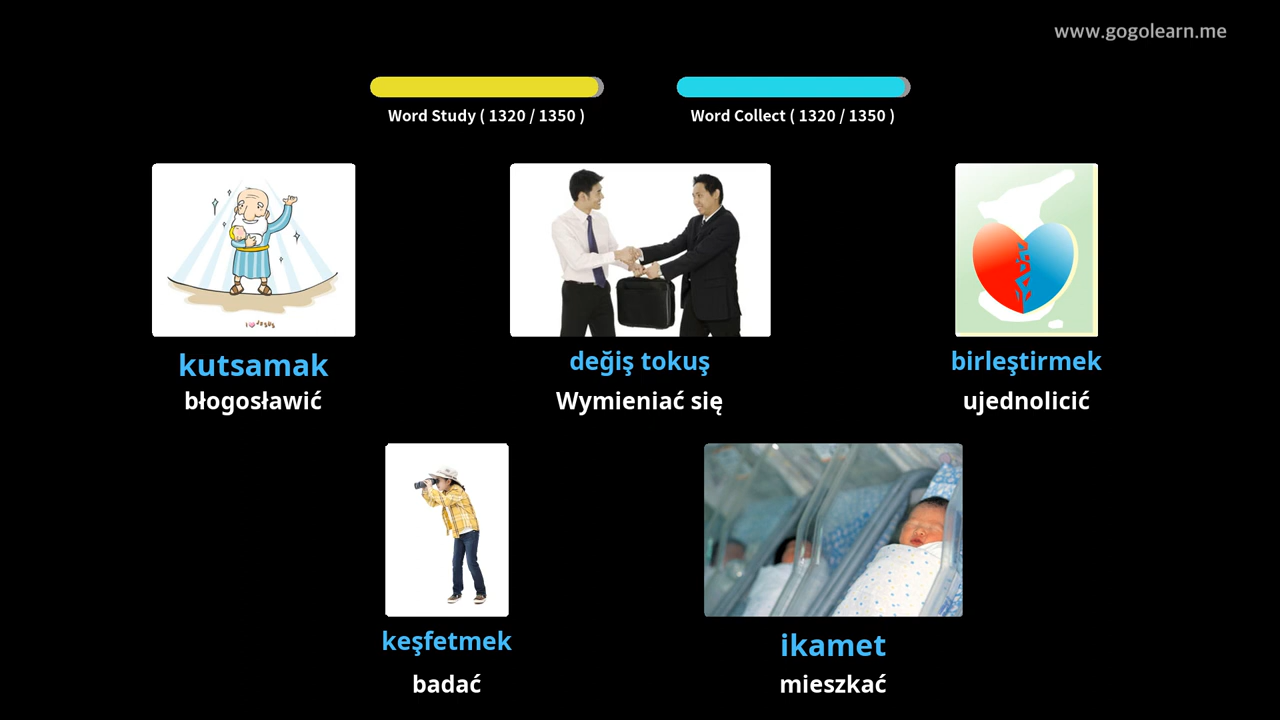 www.gogolearn.me
Word Study ( 1320 / 1350 )
Word Collect ( 1320 / 1350 )
I JESUS
kutsamak
değiş tokuş
birleştirmek
błogosławić
Wymieniać się
ujednolicić
keşfetmek
ikamet
badać
mieszkać